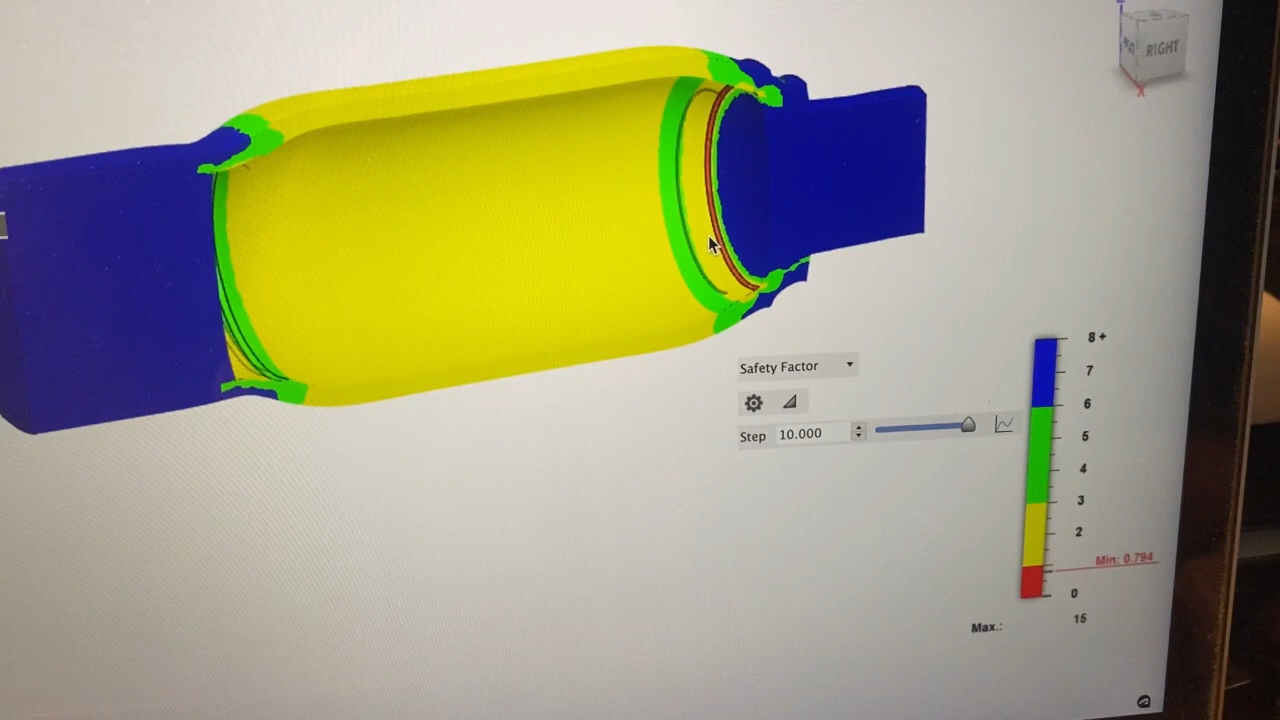 RIGHT
X
Safety Factor
Step 10.000
8 +
7
6
5
4
3
2
Min: 0.794
0
Max.: 15